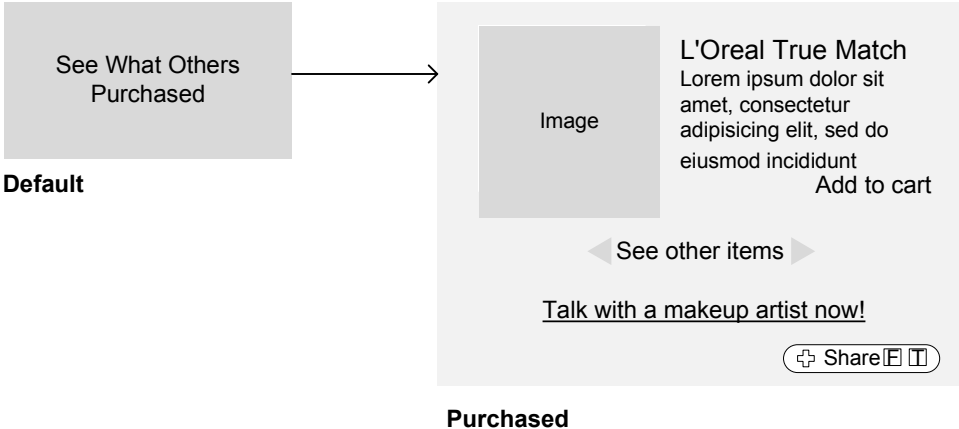 See What Others
Purchased
Default
Image
L'Oreal True Match
Lorem ipsum dolor sit
amet, consectetur
adipisicing elit, sed do
eiusmod incididunt
Add to cart
See other items
Talk with a makeup artist now!
Share F T
Purchased